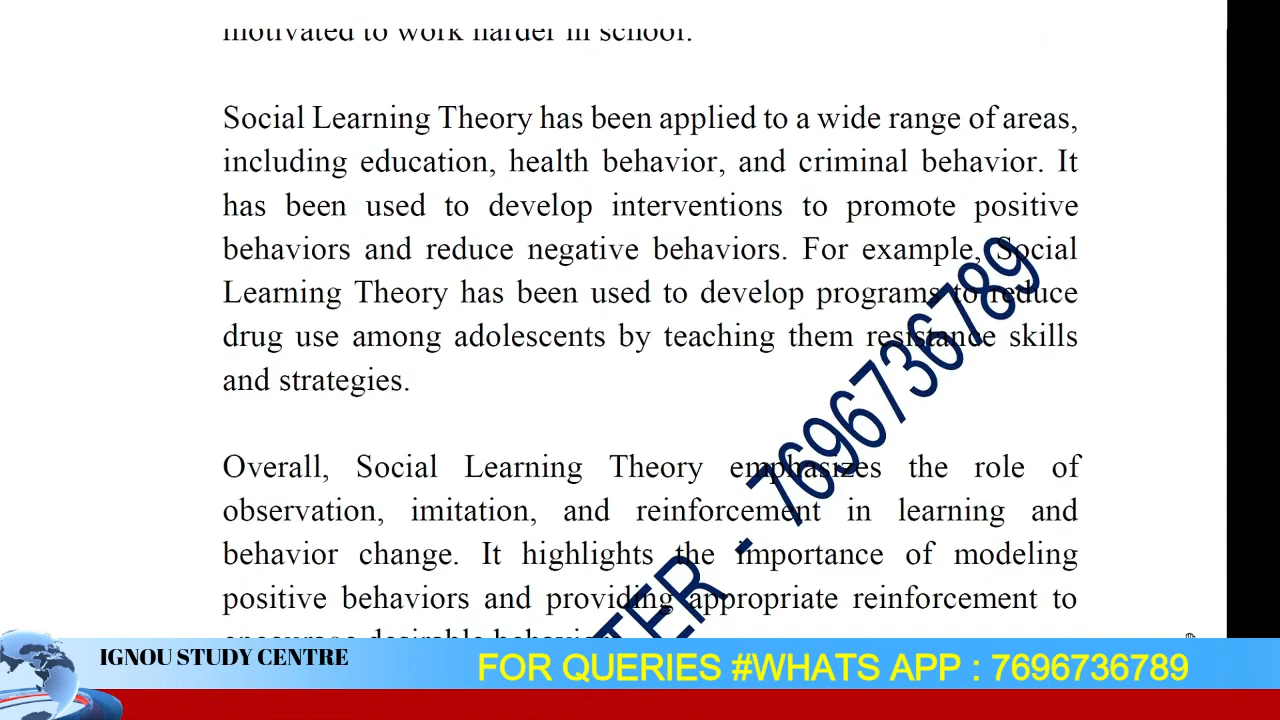 motivated to work harder in school.
Social Learning Theory has been applied to a wide range of areas,
including education, health behavior, and criminal behavior. It
has been used to develop interventions to promote positive
behaviors and reduce negative behaviors. For example, Social
Learning Theory has been used to develop programs to reduce
drug use among adolescents by teaching them resistance skills
and strategies.
Overall, Social Learning Theory emphasizes the role of
observation, imitation, and reinforcement in learning and
behavior change. It highlights the importance of modeling
positive behaviors and providing appropriate reinforcement to
encourage desirable behavior
TER - 7696736789
IGNOU STUDY CENTRE
FOR QUERIES #WHATS APP : 7696736789